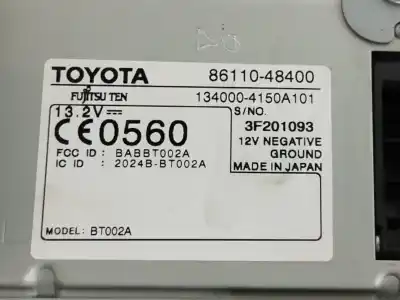 TOYOTA 86110-48400
FUJITSU TEN 134000-4150A101
13.2V⎓ S/NO.
CE0560 3F201093
12V NEGATIVE
GROUND
FCC ID : BABBT002A
IC ID : 2024B-BT002A MADE IN JAPAN
MODEL: BT002A